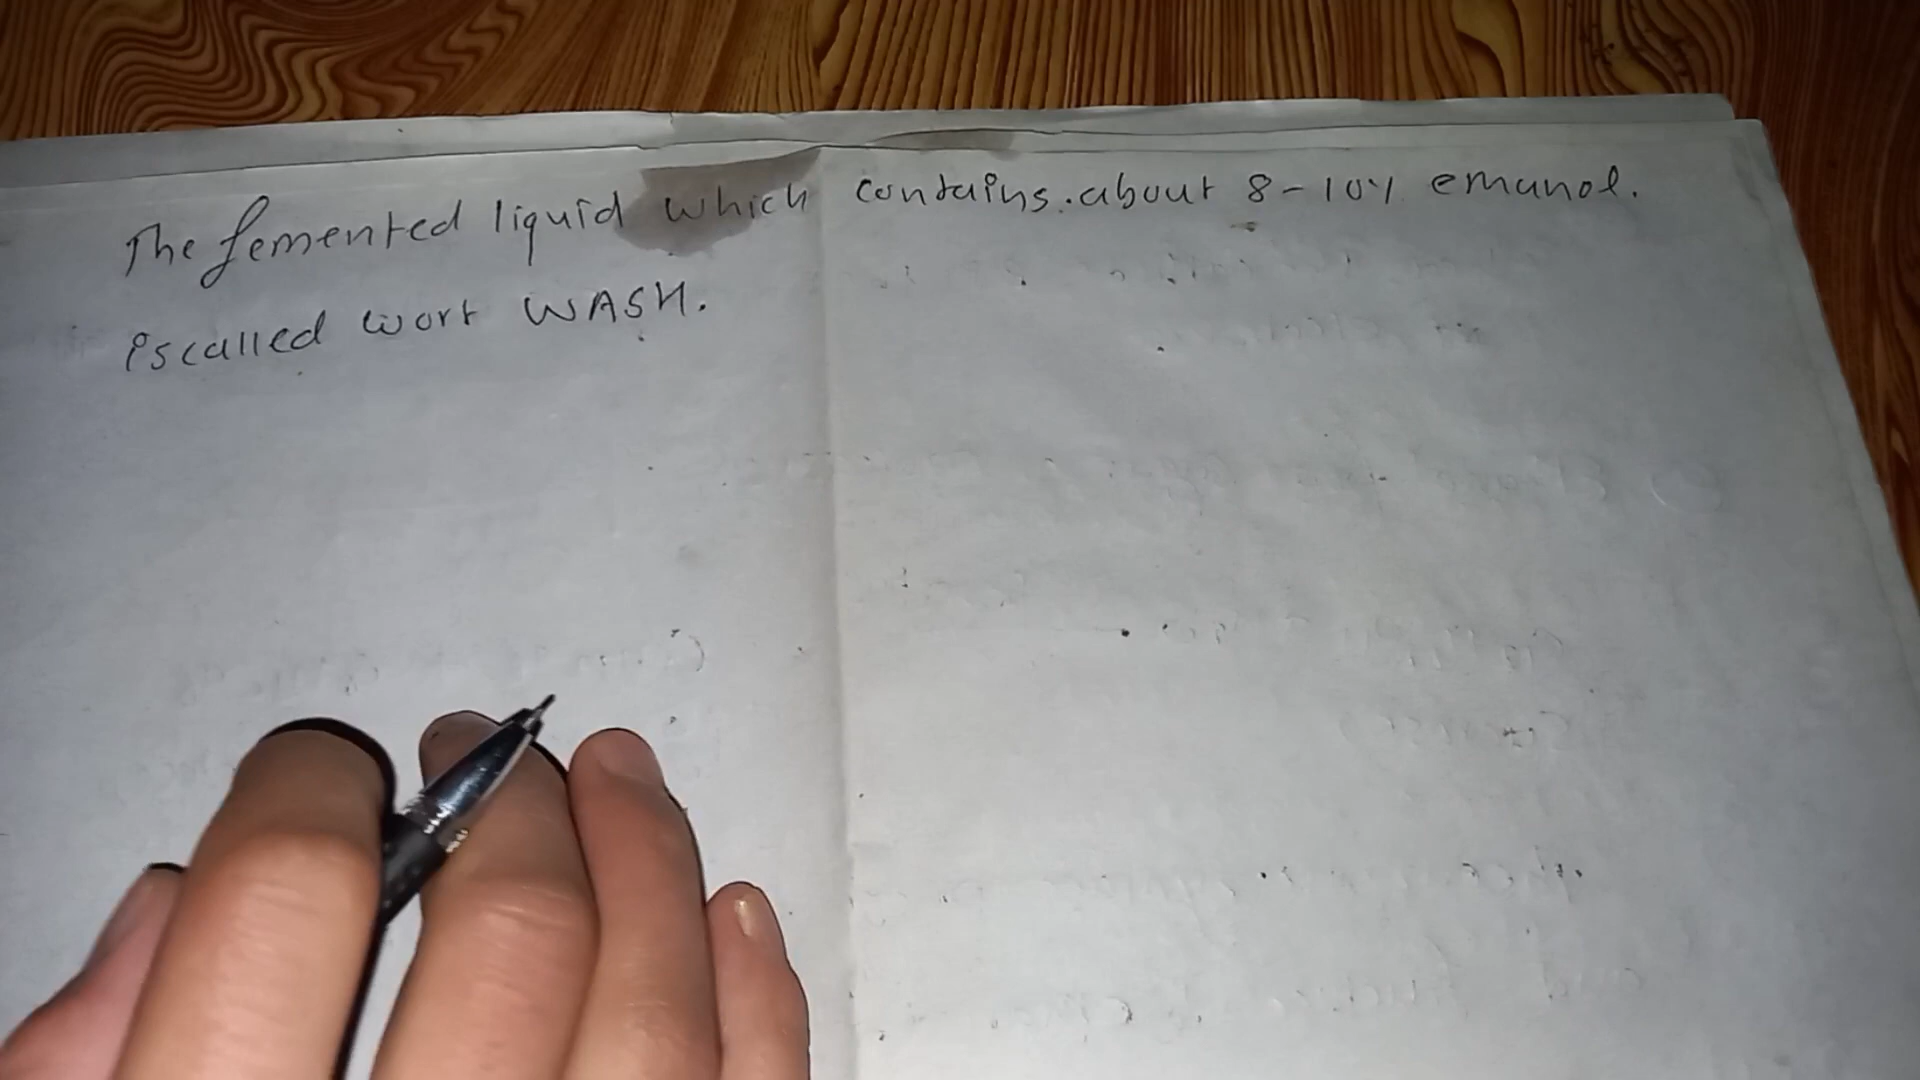 The femented liquid which contains. about 8-10% emanol.
is called wort WASH.